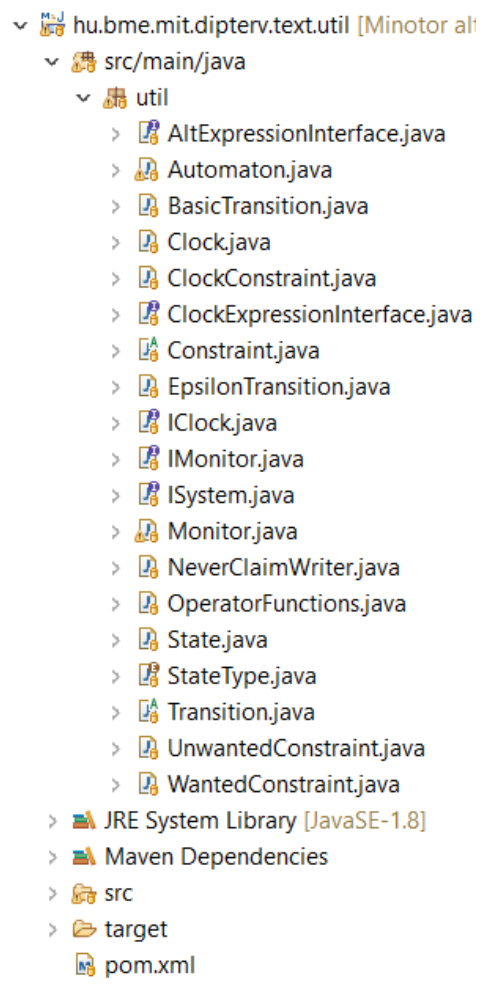 hu.bme.mit.dipterv.text.util [Minotor alt
src/main/java
util
AltExpressionInterface.java
Automaton.java
BasicTransition.java
Clock.java
ClockConstraint.java
ClockExpressionInterface.java
Constraint.java
EpsilonTransition.java
IClock.java
IMonitor.java
ISystem.java
Monitor.java
NeverClaimWriter.java
OperatorFunctions.java
State.java
StateType.java
Transition.java
UnwantedConstraint.java
WantedConstraint.java
JRE System Library [JavaSE-1.8]
Maven Dependencies
src
target
pom.xml